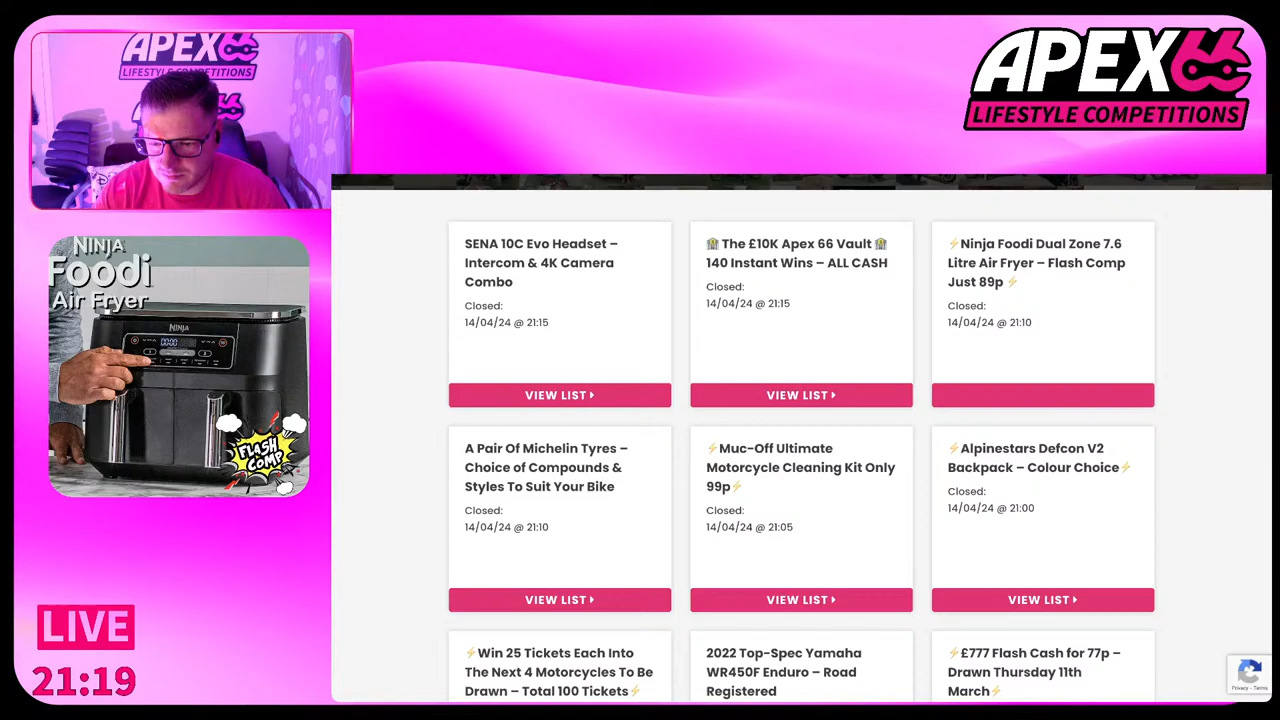 APEX66
LIFESTYLE COMPETITIONS
APEX66
LIFESTYLE COMPETITIONS
NINJA
Foodi
Air Fryer
NINJA
00:00
FLASH
COMP
LIVE
21:19
SENA 10C Evo Headset –
Intercom & 4K Camera
Combo
Closed:
14/04/24 @ 21:15
VIEW LIST
The £10K Apex 66 Vault
140 Instant Wins – ALL CASH
Closed:
14/04/24 @ 21:15
VIEW LIST
⚡Ninja Foodi Dual Zone 7.6
Litre Air Fryer – Flash Comp
Just 89p ⚡
Closed:
14/04/24 @ 21:10
A Pair Of Michelin Tyres –
Choice of Compounds &
Styles To Suit Your Bike
Closed:
14/04/24 @ 21:10
VIEW LIST
⚡Muc-Off Ultimate
Motorcycle Cleaning Kit Only
99p⚡
Closed:
14/04/24 @ 21:05
VIEW LIST
⚡Alpinestars Defcon V2
Backpack – Colour Choice⚡
Closed:
14/04/24 @ 21:00
VIEW LIST
⚡Win 25 Tickets Each Into
The Next 4 Motorcycles To Be
Drawn – Total 100 Tickets⚡
2022 Top-Spec Yamaha
WR450F Enduro – Road
Registered
⚡£777 Flash Cash for 77p –
Drawn Thursday 11th
March⚡
Privacy - Terms